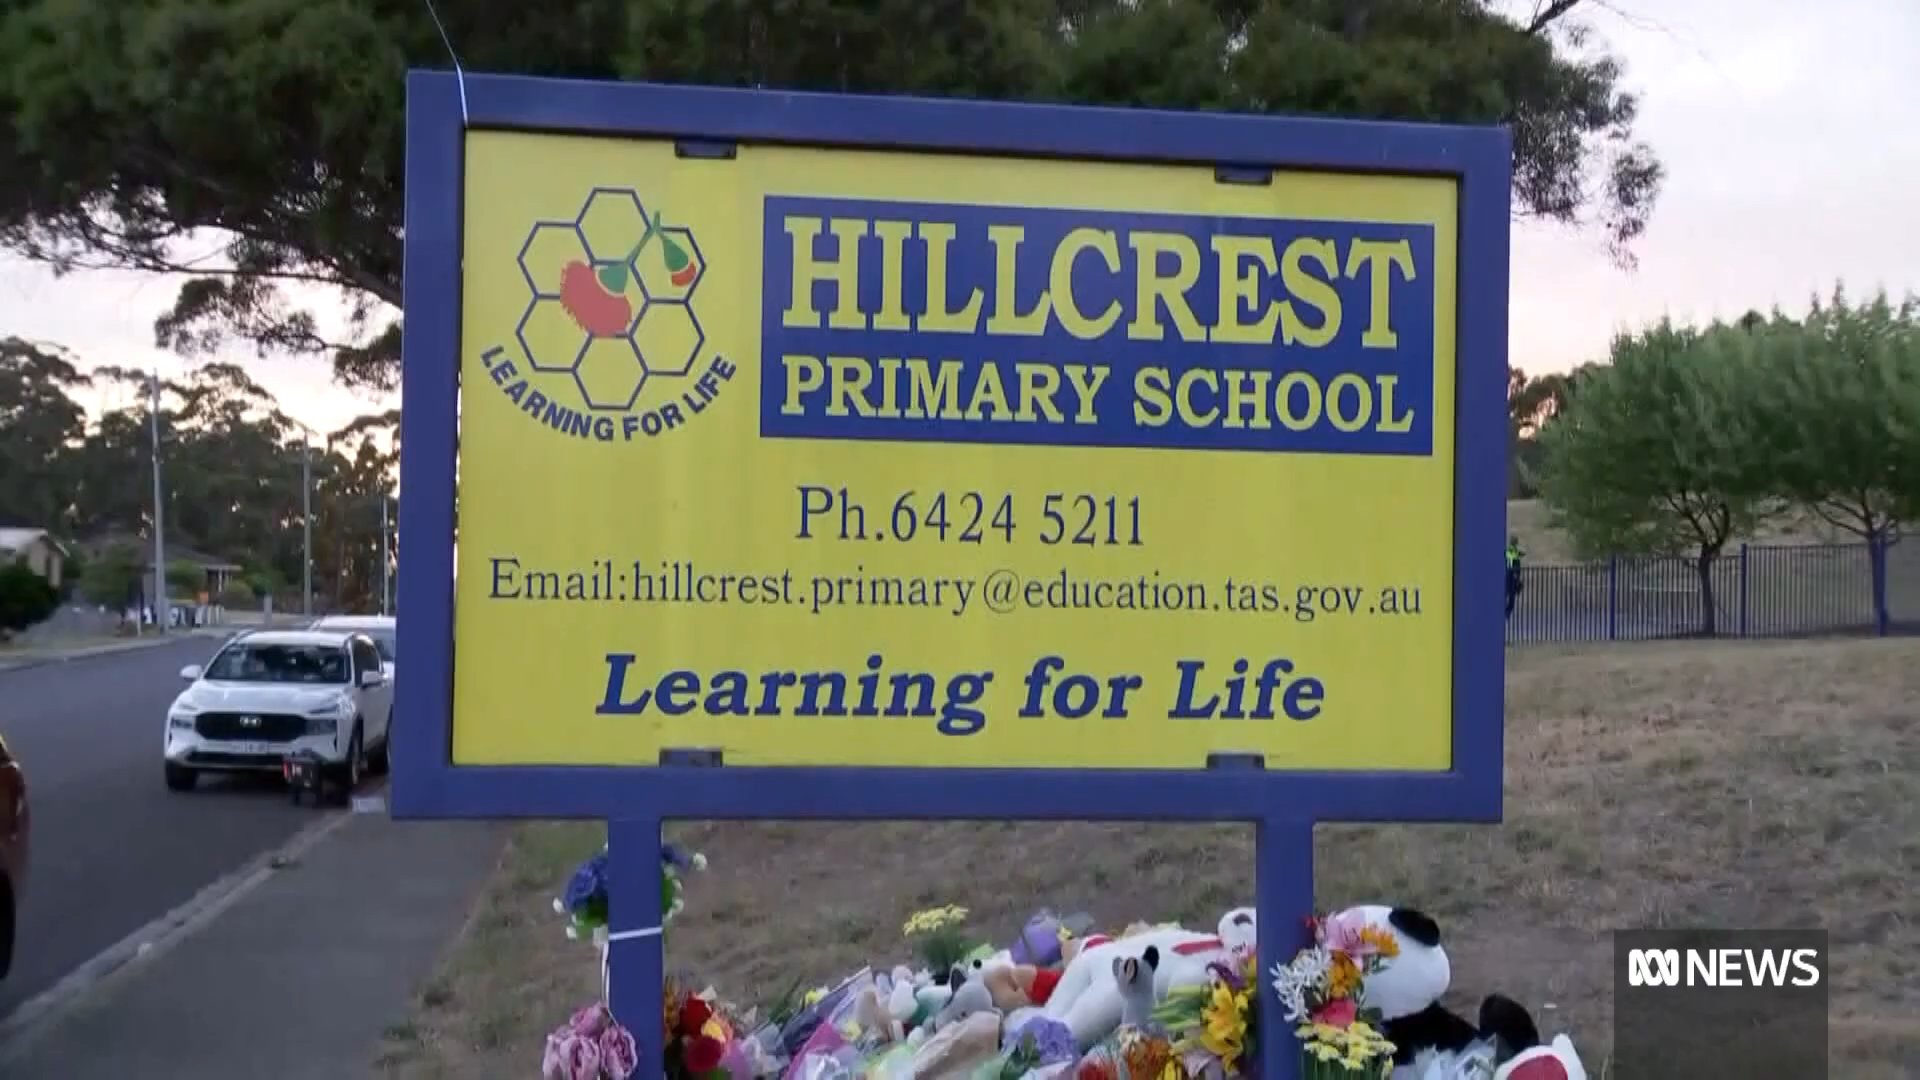 HILLCREST
PRIMARY SCHOOL
LEARNING FOR LIFE
Ph.6424 5211
Email:hillcrest.primary@education.tas.gov.au
Learning for Life
NEWS